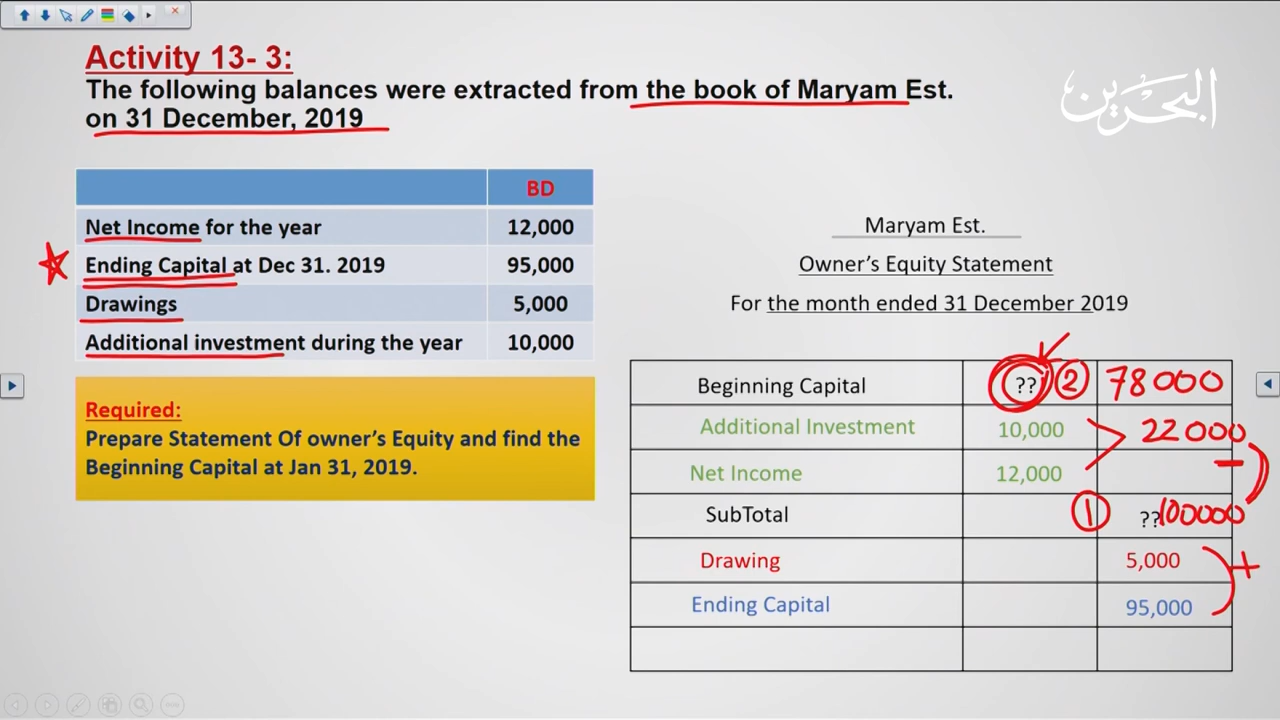 Activity 13- 3:
The following balances were extracted from the book of Maryam Est.
on 31 December, 2019
البحرين
BD
Net Income for the year 12,000
Ending Capital at Dec 31. 2019 95,000
Drawings 5,000
Additional investment during the year 10,000
Required:
Prepare Statement Of owner's Equity and find the
Beginning Capital at Jan 31, 2019.
Maryam Est.
Owner's Equity Statement
For the month ended 31 December 2019
Beginning Capital ?? 2 78000
Additional Investment 10,000 22000
Net Income 12,000 -
SubTotal 1 ?? 100000
Drawing 5,000 +
Ending Capital 95,000